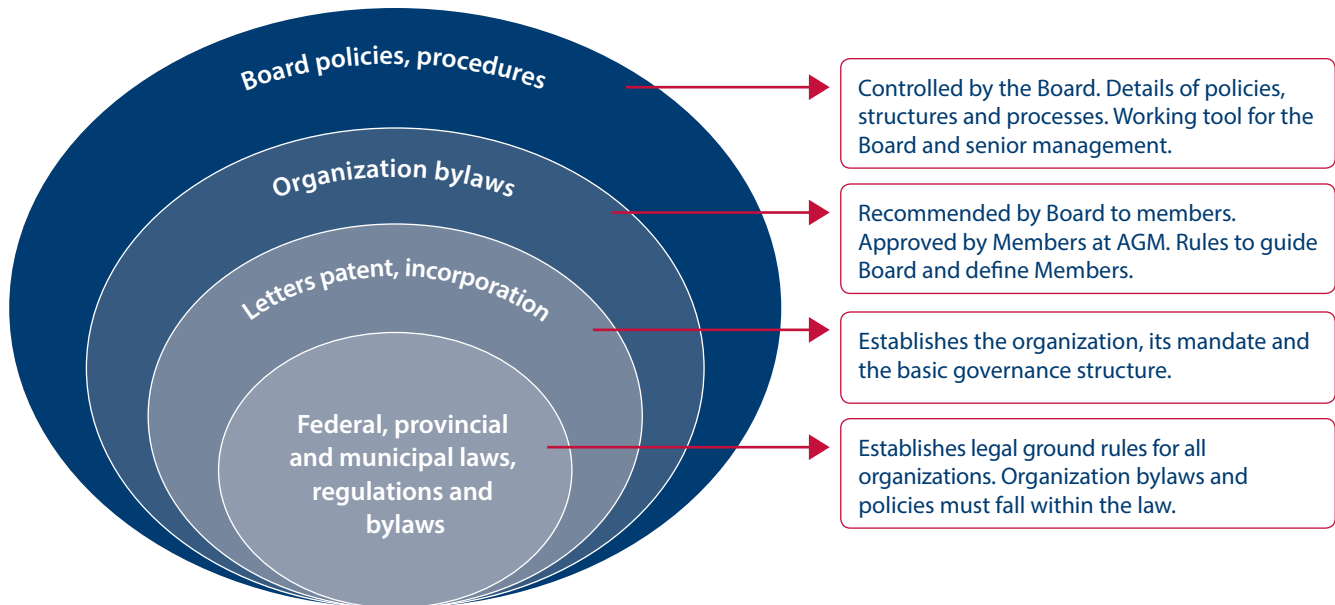 Board policies, procedures
Controlled by the Board. Details of policies,
structures and processes. Working tool for the
Board and senior management.
Organization bylaws
Recommended by Board to members.
Approved by Members at AGM. Rules to guide
Board and define Members.
Letters patent, incorporation
Establishes the organization, its mandate and
the basic governance structure.
Federal, provincial
and municipal laws,
regulations and
bylaws
Establishes legal ground rules for all
organizations. Organization bylaws and
policies must fall within the law.